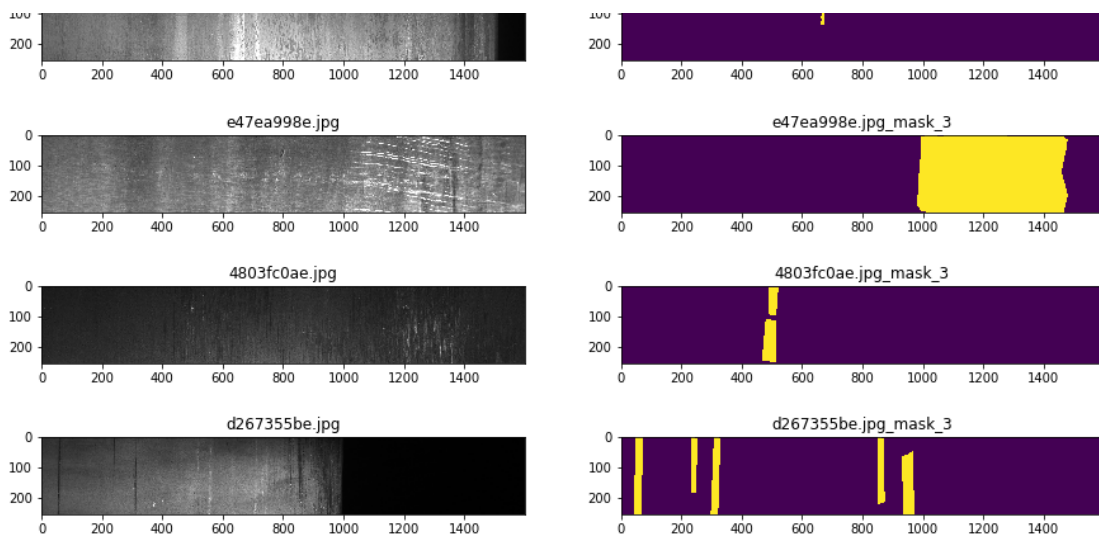 100 100
200 200
0 200 400 600 800 1000 1200 1400 0 200 400 600 800 1000 1200 1400
e47ea998e.jpg e47ea998e.jpg_mask_3
0 0
100 100
200 200
0 200 400 600 800 1000 1200 1400 0 200 400 600 800 1000 1200 1400
4803fc0ae.jpg 4803fc0ae.jpg_mask_3
0 0
100 100
200 200
0 200 400 600 800 1000 1200 1400 0 200 400 600 800 1000 1200 1400
d267355be.jpg d267355be.jpg_mask_3
0 0
100 100
200 200
0 200 400 600 800 1000 1200 1400 0 200 400 600 800 1000 1200 1400